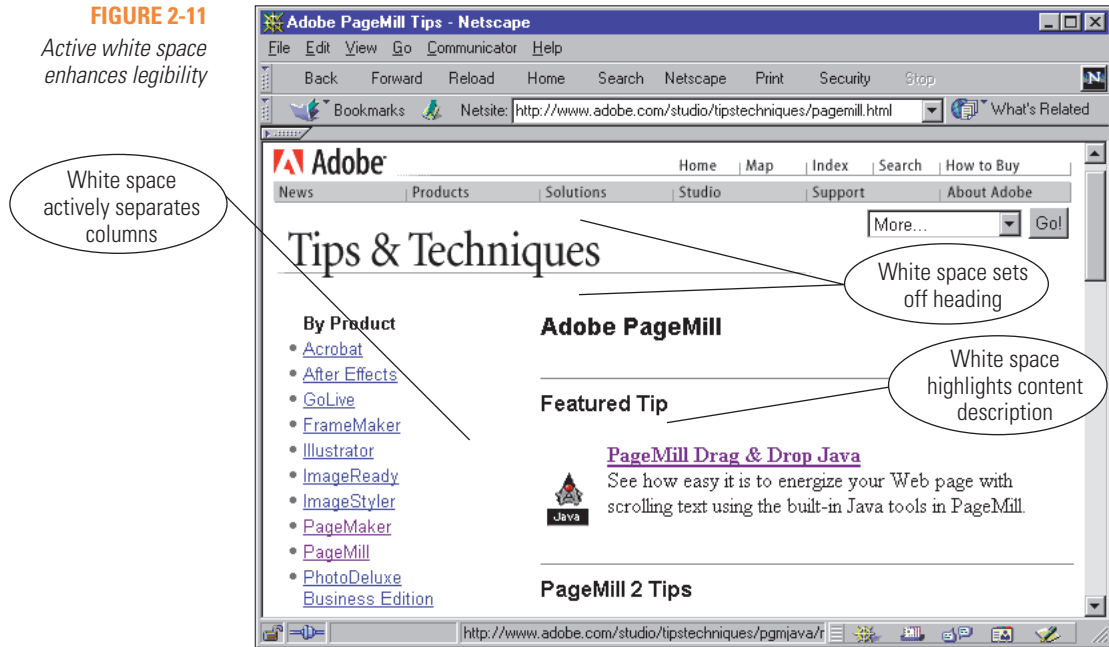 FIGURE 2-11
Active white space
enhances legibility
Adobe PageMill Tips - Netscape
File Edit View Go Communicator Help
Back Forward Reload Home Search Netscape Print Security Stop
N
Bookmarks Netsite: http://www.adobe.com/studio/tipstechniques/pagemill.html What's Related
Adobe
Home | Map | Index | Search | How to Buy |
News | Products | Solutions | Studio | Support | About Adobe
More... Go!
Tips & Techniques
White space
actively separates
columns
White space sets
off heading
By Product
• Acrobat
• After Effects
• GoLive
• FrameMaker
• Illustrator
• ImageReady
• ImageStyler
• PageMaker
• PageMill
• PhotoDeluxe
Business Edition
Adobe PageMill
White space
highlights content
description
Featured Tip
PageMill Drag & Drop Java
See how easy it is to energize your Web page with
scrolling text using the built-in Java tools in PageMill.
Java
PageMill 2 Tips
http://www.adobe.com/studio/tipstechniques/pgmjava/r